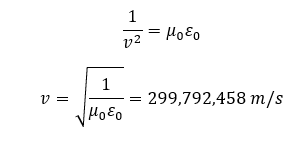 1/v² = μ₀ε₀
v = √(1/(μ₀ε₀)) = 299,792,458 m/s